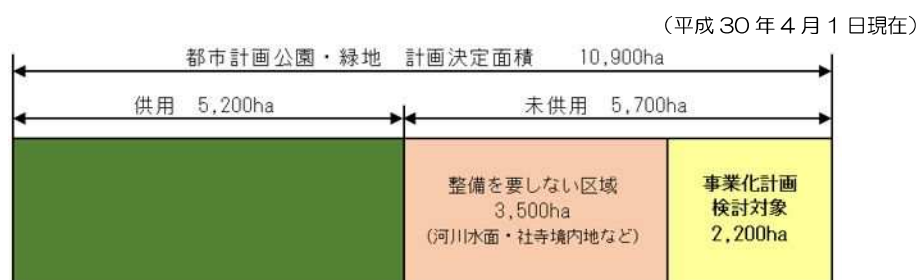 （平成 30 年 4 月 1 日現在）
都市計画公園・緑地　計画決定面積　　10,900ha
供用　5,200ha
未供用　5,700ha
整備を要しない区域
3,500ha
（河川水面・社寺境内地など）
事業化計画
検討対象
2,200ha